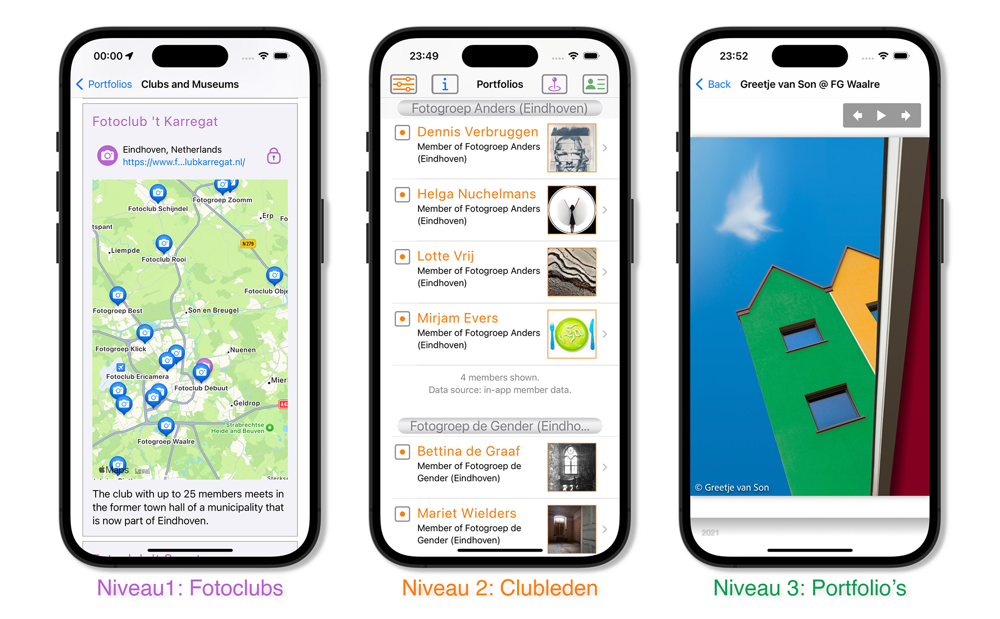 00:00
Portfolios
Clubs and Museums
Fotoclub 't Karregat
Eindhoven, Netherlands
https://www.f...lubkarregat.nl/
Fotogroep Zoomm
Fotoclub Schijndel
Erp
Fo
tspant
N279
Liempde
Fotoclub Rooi
Fotoclub Obje
Fotogroep Best
Son en Breugel
Fotogroep Klick
Nuenen
Fotoclub Ericamera
Mierl
Fotoclub Debuut
Geldrop
A67
Strabrechtse
Heide and Beuven
Fotogroep Waalre
Maps
Legal
Sterkse
The club with up to 25 members meets in
the former town hall of a municipality that
is now part of Eindhoven.
Niveau1: Fotoclubs
23:49
Portfolios
Fotogroep Anders (Eindhoven)
Dennis Verbruggen
Member of Fotogroep Anders
(Eindhoven)
Helga Nuchelmans
Member of Fotogroep Anders
(Eindhoven)
Lotte Vrij
Member of Fotogroep Anders
(Eindhoven)
Mirjam Evers
Member of Fotogroep Anders
(Eindhoven)
4 members shown.
Data source: in-app member data.
Fotogroep de Gender (Eindho...
Bettina de Graaf
Member of Fotogroep de
Gender (Eindhoven)
Mariet Wielders
Member of Fotogroep de
Gender (Eindhoven)
Niveau 2: Clubleden
23:52
Back
Greetje van Son @ FG Waalre
© Greetje van Son
2021
Niveau 3: Portfolio's